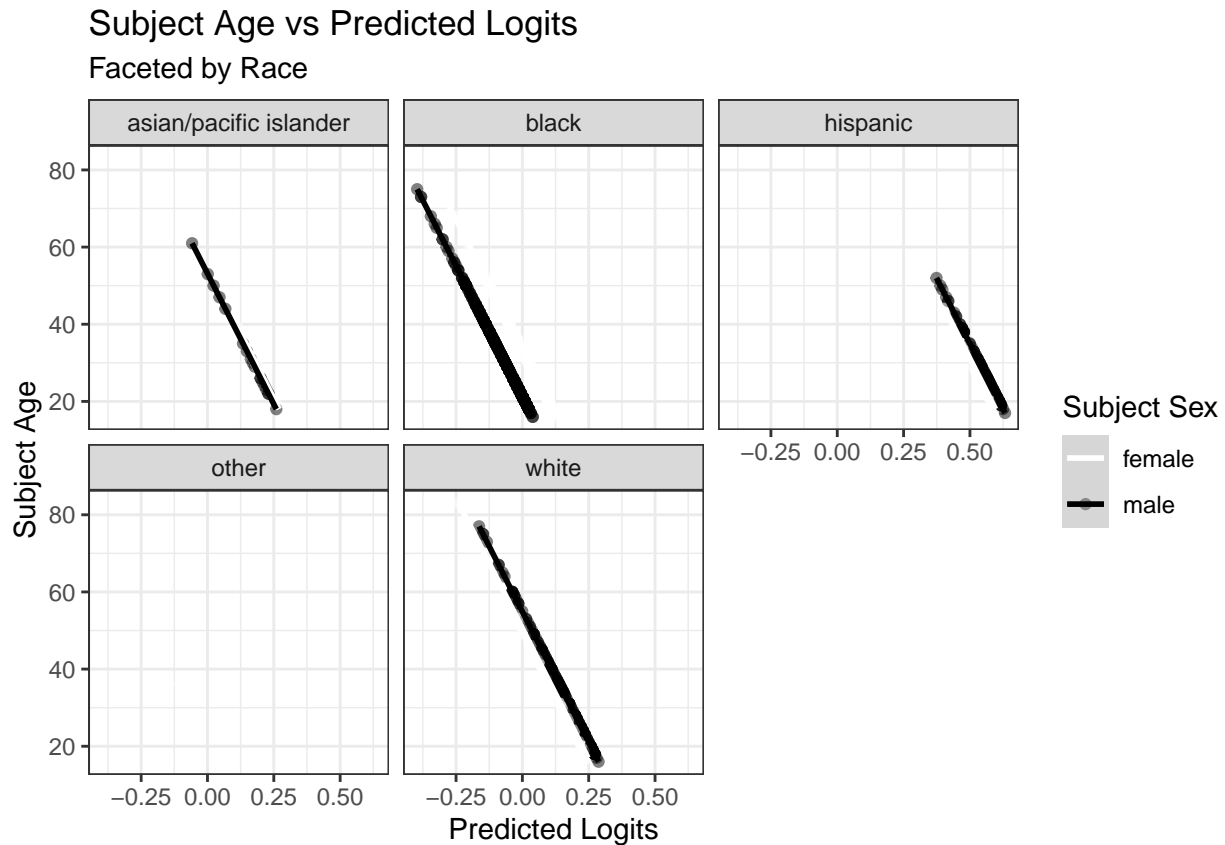 Subject Age vs Predicted Logits
Faceted by Race
asian/pacific islander
black
hispanic
80
60
40
20
−0.25 0.00 0.25 0.50
other
white
80
60
40
20
−0.25 0.00 0.25 0.50
−0.25 0.00 0.25 0.50
Subject Age
Predicted Logits
Subject Sex
female
male